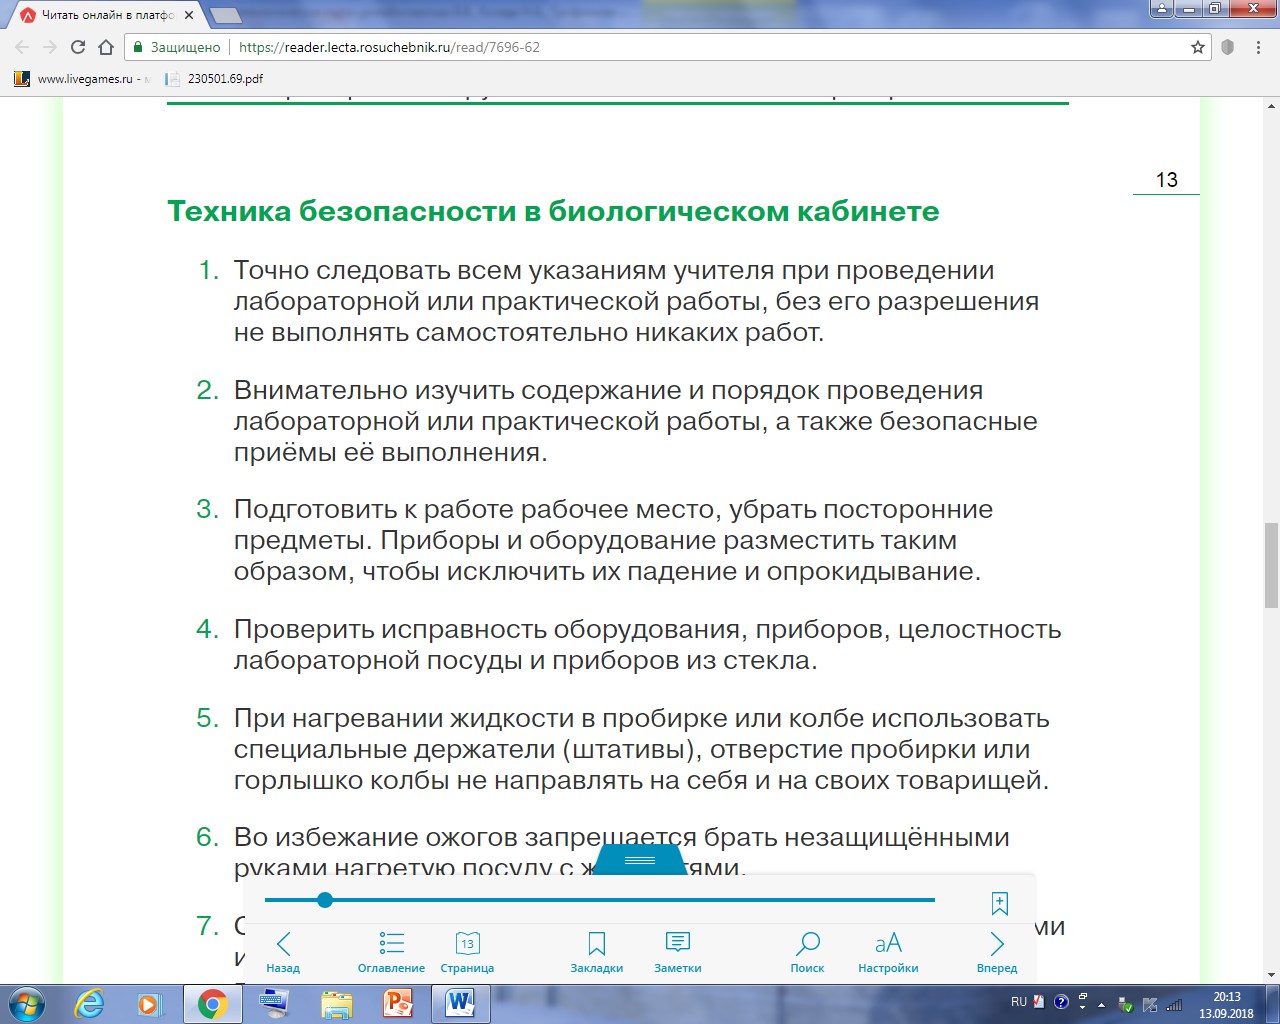 Читать онлайн в платфо
Защищено
https://reader.lecta.rosuchebnik.ru/read/7696-62
www.livegames.ru - м
230501.69.pdf
13
Техника безопасности в биологическом кабинете
1. Точно следовать всем указаниям учителя при проведении
лабораторной или практической работы, без его разрешения
не выполнять самостоятельно никаких работ.
2. Внимательно изучить содержание и порядок проведения
лабораторной или практической работы, а также безопасные
приёмы её выполнения.
3. Подготовить к работе рабочее место, убрать посторонние
предметы. Приборы и оборудование разместить таким
образом, чтобы исключить их падение и опрокидывание.
4. Проверить исправность оборудования, приборов, целостность
лабораторной посуды и приборов из стекла.
5. При нагревании жидкости в пробирке или колбе использовать
специальные держатели (штативы), отверстие пробирки или
горлышко колбы не направлять на себя и на своих товарищей.
6. Во избежание ожогов запрещается брать незащищёнными
руками нагретую посуду с
7.
13
аА
Назад
Оглавление
Страница
Закладки
Заметки
Поиск
Настройки
Вперед
RU
20:13
13.09.2018